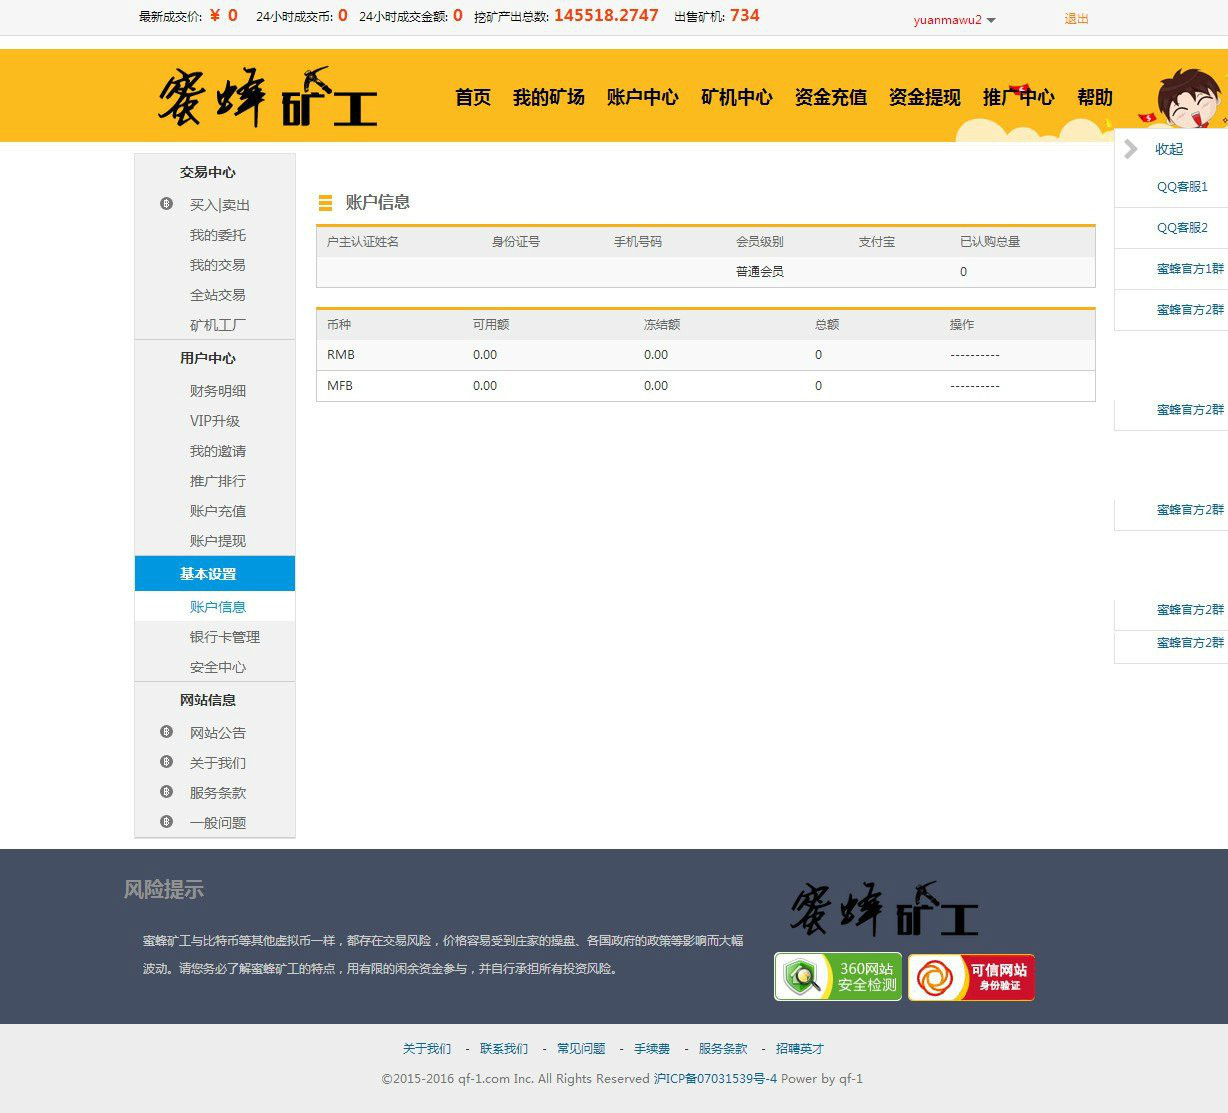 最新成交价: ¥ 0 24小时成交币: 0 24小时成交金额: 0 挖矿产出总数: 145518.2747 出售矿机: 734 yuanmawu2 退出
蜜蜂矿工 首页 我的矿场 账户中心 矿机中心 资金充值 资金提现 推广中心 帮助
收起
QQ客服1
QQ客服2
蜜蜂官方1群
蜜蜂官方2群
蜜蜂官方2群
蜜蜂官方2群
蜜蜂官方2群
蜜蜂官方2群
交易中心
买入|卖出
我的委托
我的交易
全站交易
矿机工厂
用户中心
财务明细
VIP升级
我的邀请
推广排行
账户充值
账户提现
基本设置
账户信息
银行卡管理
安全中心
网站信息
网站公告
关于我们
服务条款
一般问题
账户信息
户主认证姓名 身份证号 手机号码 会员级别 支付宝 已认购总量
普通会员 0
币种 可用额 冻结额 总额 操作
RMB 0.00 0.00 0 ----------
MFB 0.00 0.00 0 ----------
风险提示
蜜蜂矿工与比特币等其他虚拟币一样，都存在交易风险，价格容易受到庄家的操盘、各国政府的政策等影响而大幅
波动。请您务必了解蜜蜂矿工的特点，用有限的闲余资金参与，并自行承担所有投资风险。
蜜蜂矿工
360网站
安全检测
可信网站
身份验证
关于我们 - 联系我们 - 常见问题 - 手续费 - 服务条款 - 招聘英才
©2015-2016 qf-1.com Inc. All Rights Reserved 沪ICP备07031539号-4 Power by qf-1